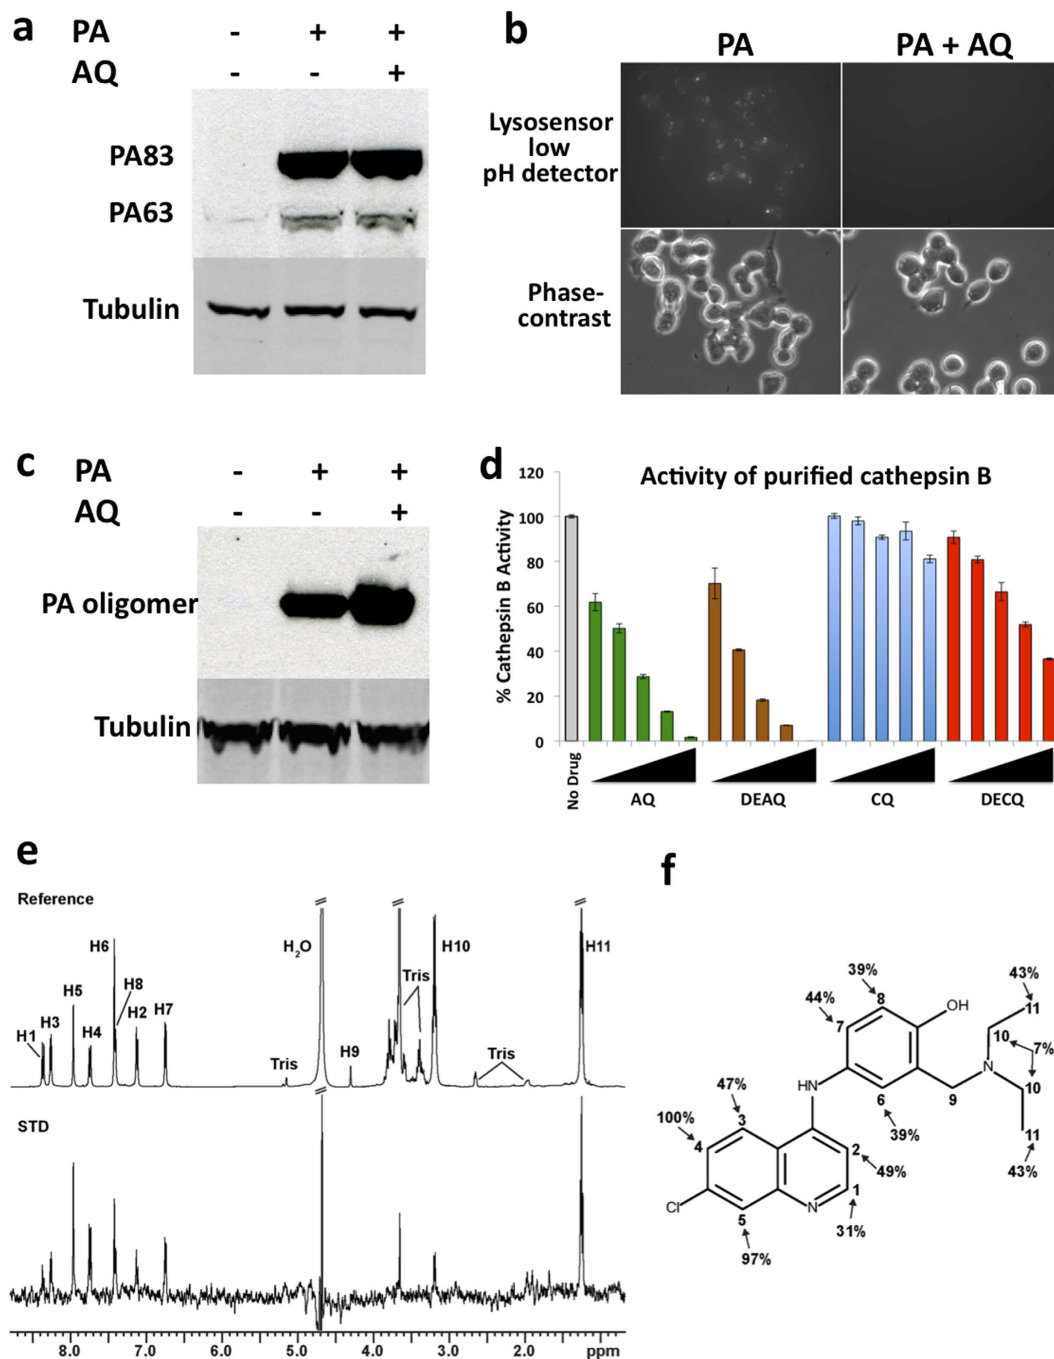 a
PA - + +
AQ - - +
PA83
PA63
Tubulin
b
PA PA + AQ
Lysosensor
low
pH detector
Phase-
contrast
c
PA - + +
AQ - - +
PA oligomer
Tubulin
d
Activity of purified cathepsin B
% Cathepsin B Activity
120
100
80
60
40
20
0
No Drug
AQ DEAQ CQ DECQ
e
Reference
H1
H3
H5
H4
H6
H8
H2
H7
H2O
Tris
H9
Tris
H10
Tris
H11
STD
8.0 7.0 6.0 5.0 4.0 3.0 2.0 ppm
f
39% 43%
44% 8 OH 11
7 10 7%
HN N 10
47% 6 9
3 39% 11
100% 4 2 43%
49%
Cl 5 N 1
97% 31%